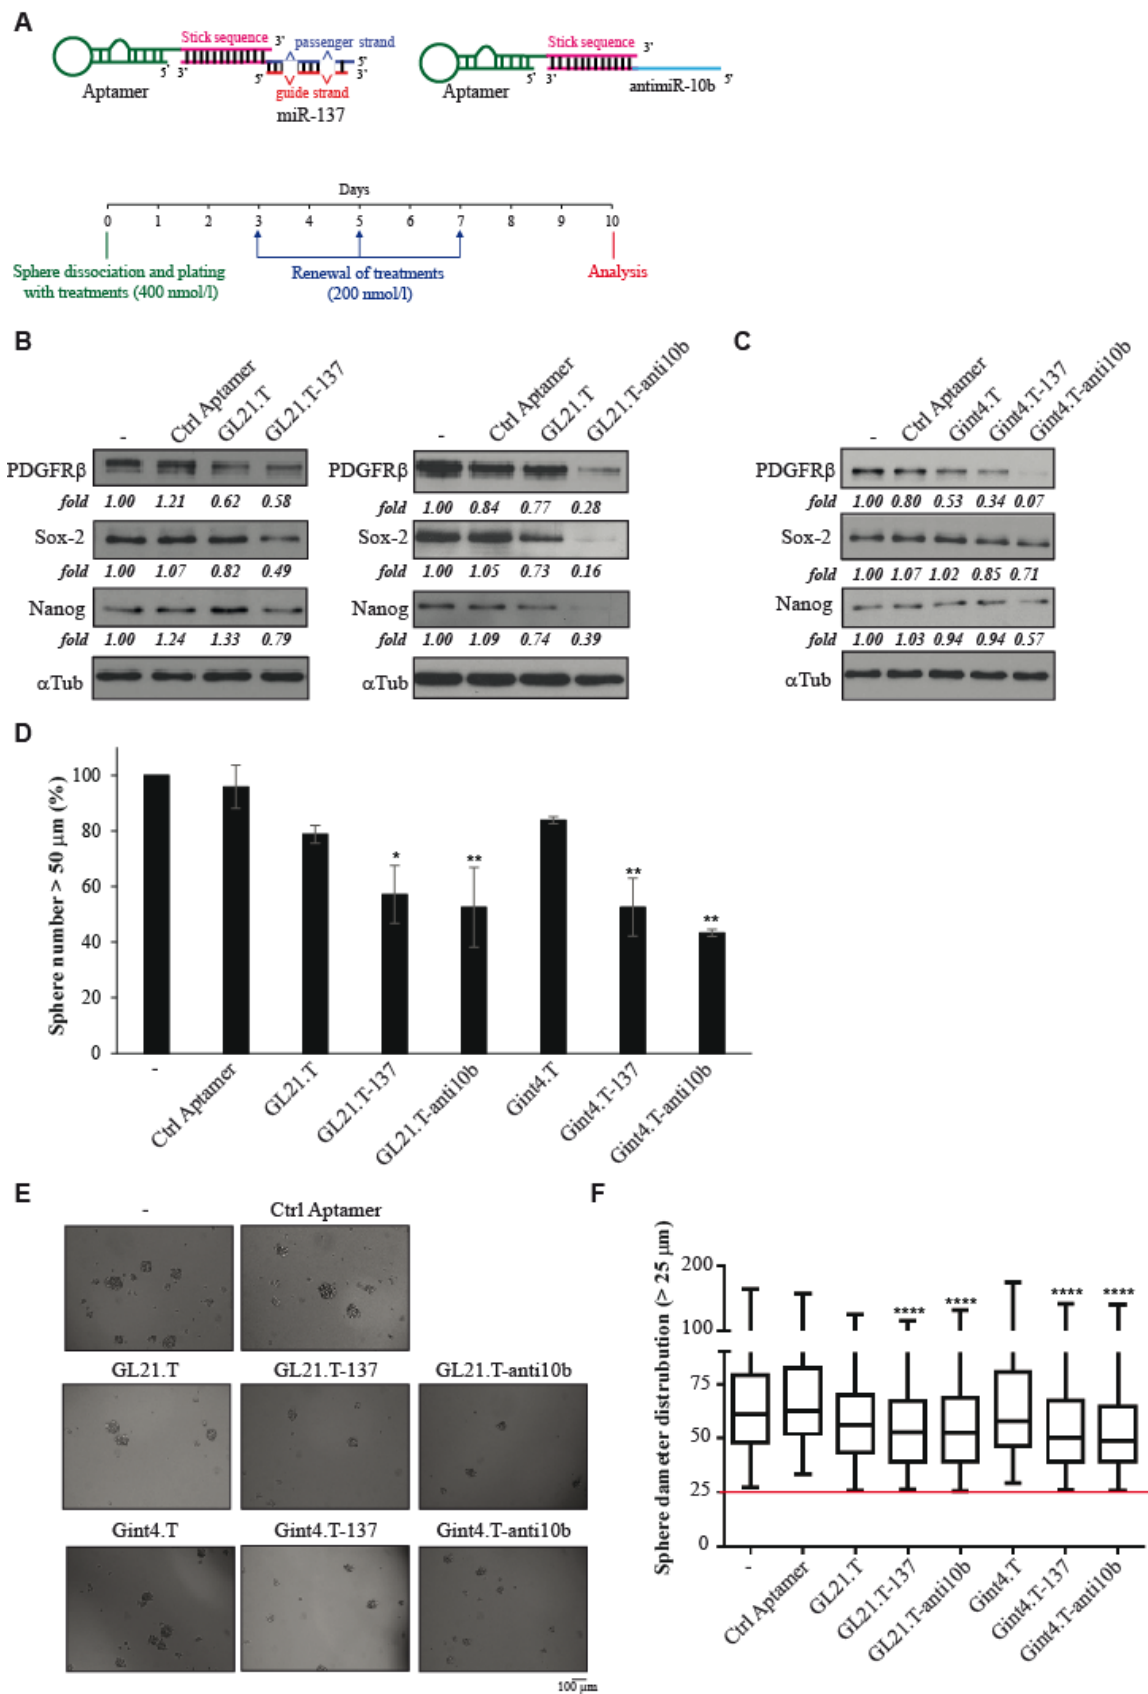 A
Stick sequence 3' passenger strand
5' 3' 5' 5' 3'
guide strand
Aptamer
miR-137
Stick sequence 3'
5' 3' 5'
Aptamer antimiR-10b
Days
0 1 2 3 4 5 6 7 8 9 10
Sphere dissociation and plating
with treatments (400 nmol/l)
Renewal of treatments
(200 nmol/l)
Analysis
B
- Ctrl Aptamer GL21.T GL21.T-137
PDGFRβ
fold 1.00 1.21 0.62 0.58
Sox-2
fold 1.00 1.07 0.82 0.49
Nanog
fold 1.00 1.24 1.33 0.79
αTub
- Ctrl Aptamer GL21.T GL21.T-anti10b
PDGFRβ
fold 1.00 0.84 0.77 0.28
Sox-2
fold 1.00 1.05 0.73 0.16
Nanog
fold 1.00 1.09 0.74 0.39
αTub
C
- Ctrl Aptamer Gint4.T Gint4.T-137 Gint4.T-anti10b
PDGFRβ
fold 1.00 0.80 0.53 0.34 0.07
Sox-2
fold 1.00 1.07 1.02 0.85 0.71
Nanog
fold 1.00 1.03 0.94 0.94 0.57
αTub
D
Sphere number > 50 μm (%)
100
80
60
40
20
0
* ** ** **
- Ctrl Aptamer GL21.T GL21.T-137 GL21.T-anti10b Gint4.T Gint4.T-137 Gint4.T-anti10b
E
- Ctrl Aptamer
GL21.T GL21.T-137 GL21.T-anti10b
Gint4.T Gint4.T-137 Gint4.T-anti10b
100 μm
F
Sphere dameter distrubution (> 25 μm)
200
100
75
50
25
0
**** **** **** ****
- Ctrl Aptamer GL21.T GL21.T-137 GL21.T-anti10b Gint4.T Gint4.T-137 Gint4.T-anti10b